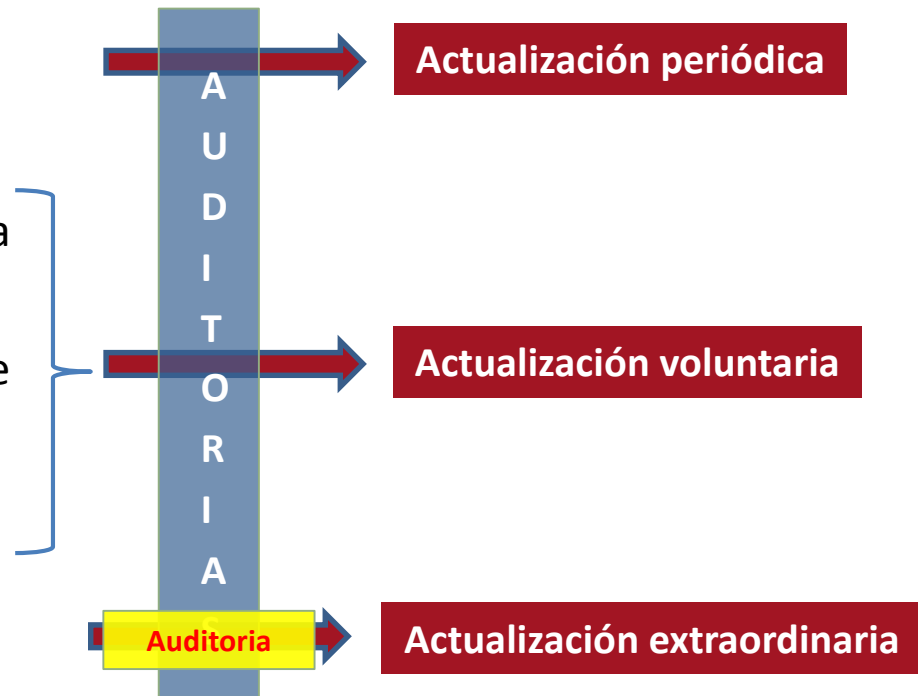 Actualización periódica
A
U
D
I
T
O
R
I
A
S
a
e
Actualización voluntaria
Auditoria
Actualización extraordinaria